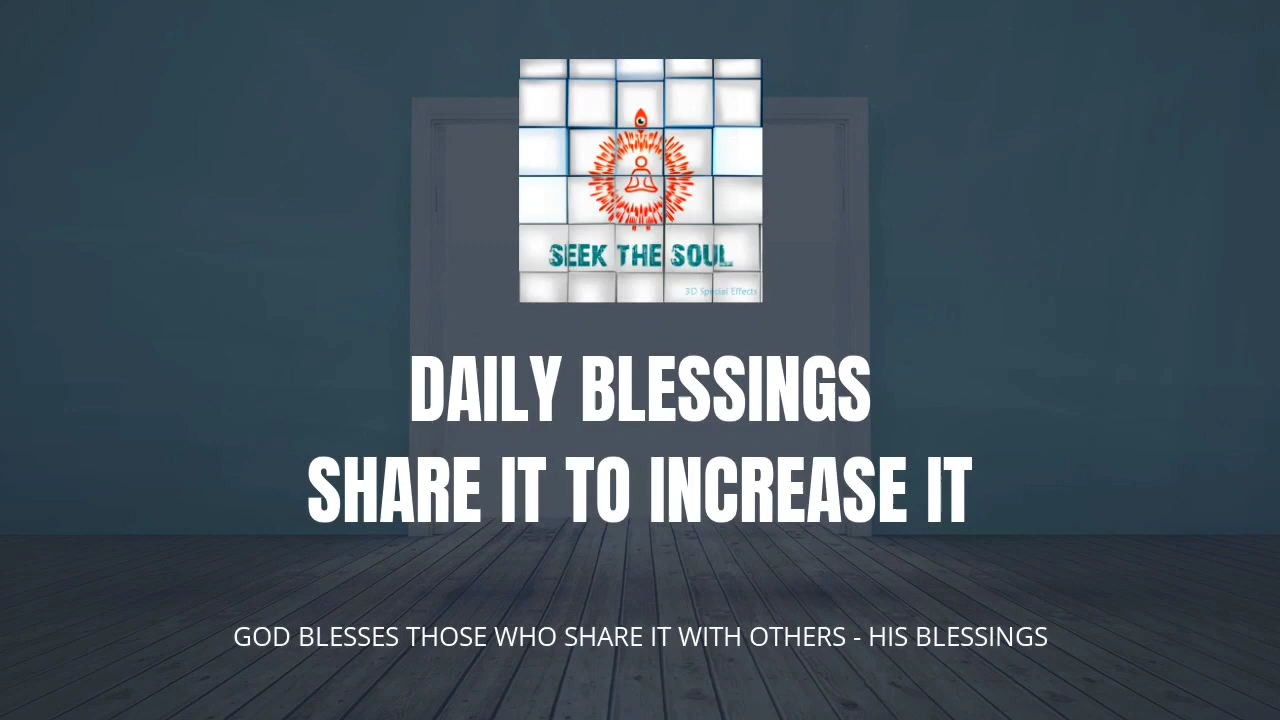 SEEK THE SOUL
3D Special Effects
DAILY BLESSINGS
SHARE IT TO INCREASE IT
GOD BLESSES THOSE WHO SHARE IT WITH OTHERS - HIS BLESSINGS